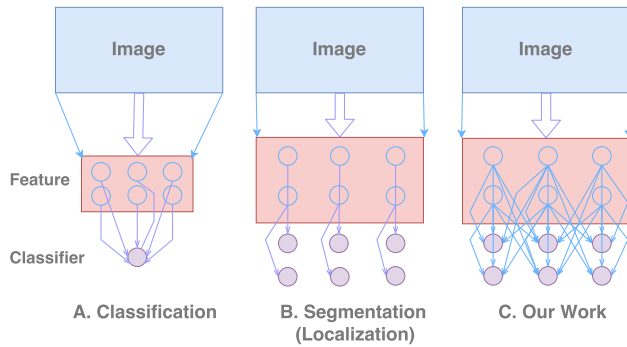 Image
Image
Image
Feature
Classifier
A. Classification
B. Segmentation
(Localization)
C. Our Work